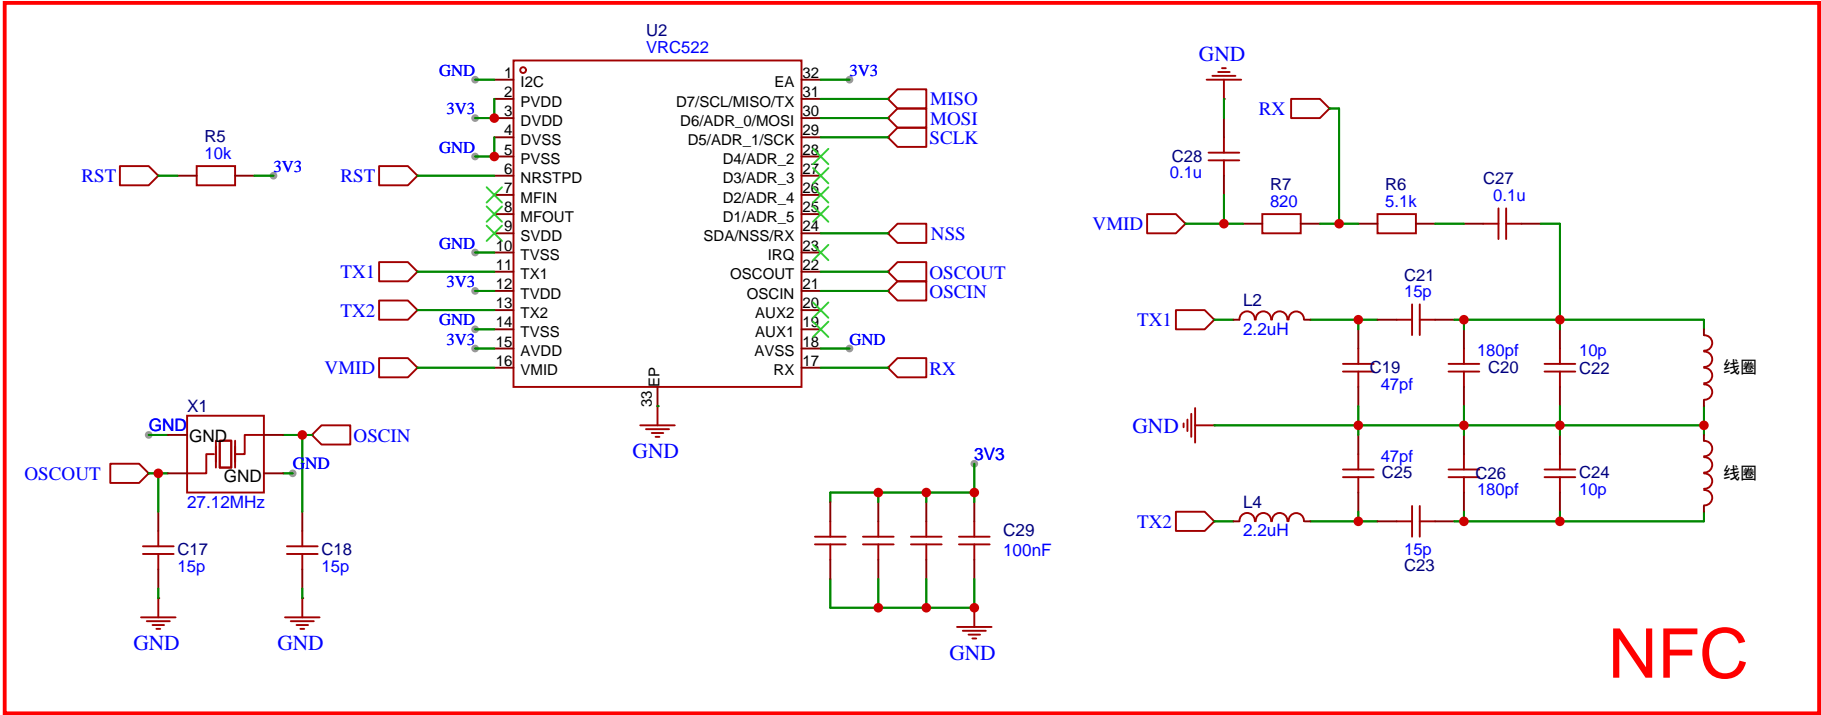 U2
VRC522
GND
1
I2C
3V3
2
PVDD
3
DVDD
GND
4
DVSS
5
PVSS
RST
6
NRSTPD
7
MFIN
8
MFOUT
9
SVDD
GND
10
TVSS
TX1
11
TX1
3V3
12
TVDD
TX2
13
TX2
GND
14
TVSS
3V3
15
AVDD
VMID
16
VMID
EA
32
3V3
D7/SCL/MISO/TX
31
MISO
D6/ADR_0/MOSI
30
MOSI
D5/ADR_1/SCK
29
SCLK
D4/ADR_2
28
D3/ADR_3
27
D2/ADR_4
26
D1/ADR_5
25
SDA/NSS/RX
24
NSS
IRQ
23
OSCOUT
22
OSCOUT
OSCIN
21
OSCIN
AUX2
20
AUX1
19
AVSS
18
GND
RX
17
RX
EP
33
GND
R5
10k
RST
3V3
X1
GND
GND
OSCIN
OSCOUT
GND
GND
27.12MHz
C17
15p
C18
15p
GND
GND
3V3
C29
100nF
GND
GND
RX
C28
0.1u
VMID
R7
820
R6
5.1k
C27
0.1u
TX1
L2
2.2uH
C21
15p
C19
47pf
180pf
C20
10p
C22
线圈
GND
47pf
C25
C26
180pf
C24
10p
线圈
TX2
L4
2.2uH
15p
C23
NFC